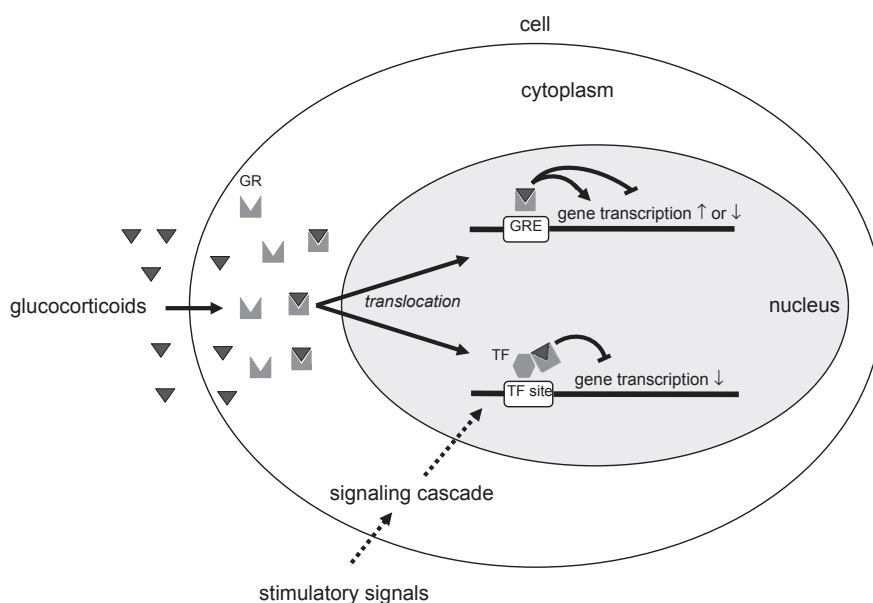 cell
cytoplasm
GR
GRE
gene transcription ↑ or ↓
glucocorticoids
translocation
nucleus
TF
TF site
gene transcription ↓
signaling cascade
stimulatory signals